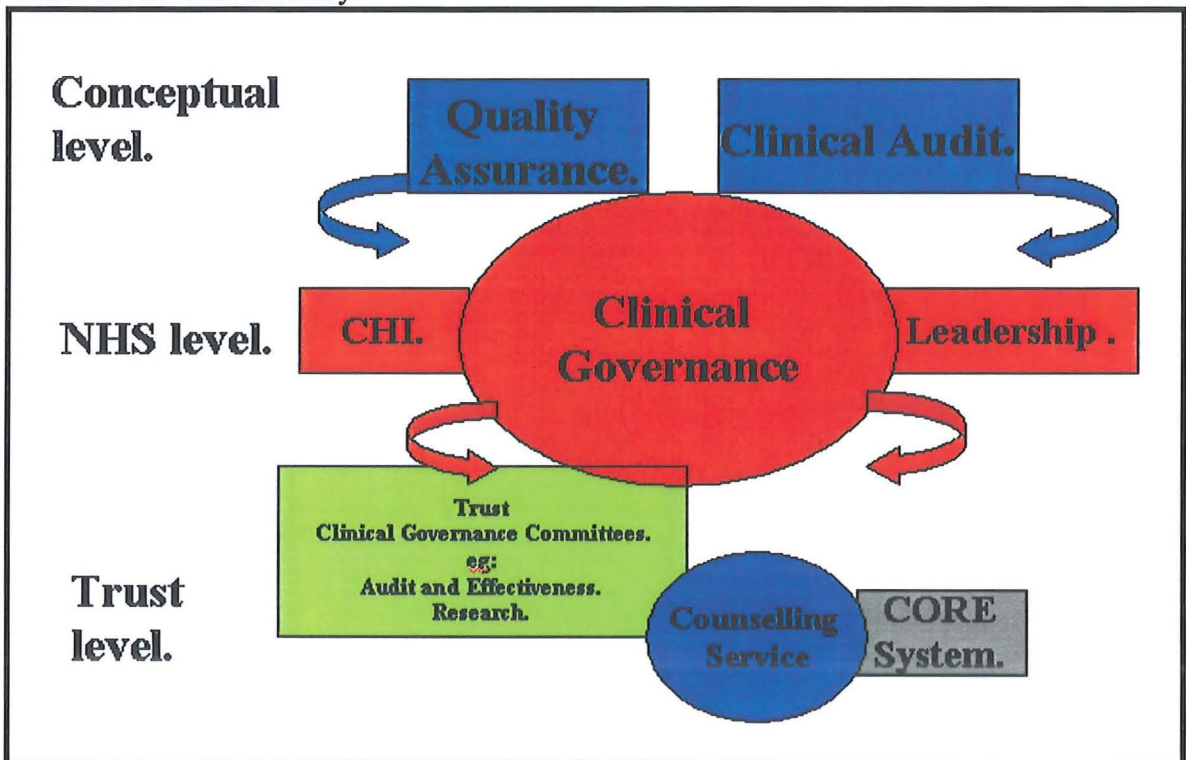 Conceptual
level.
Quality
Assurance.
Clinical Audit.
NHS level.
CHI.
Clinical
Governance
Leadership .
Trust
level.
Trust
Clinical Governance Committees.
eg:
Audit and Effectiveness.
Research.
Counselling
Service
CORE
System.